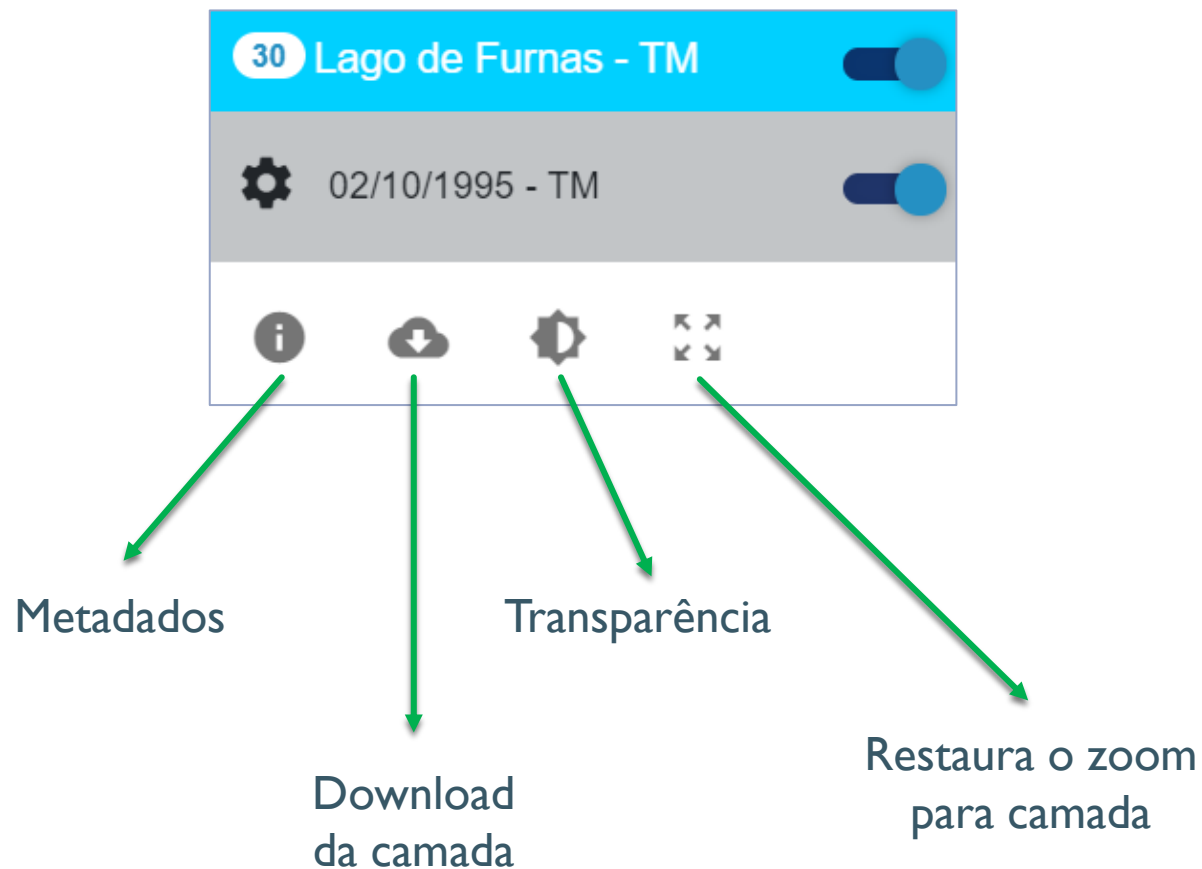 30 Lago de Furnas - TM
02/10/1995 - TM
Metadados
Transparência
Download
da camada
Restaura o zoom
para camada